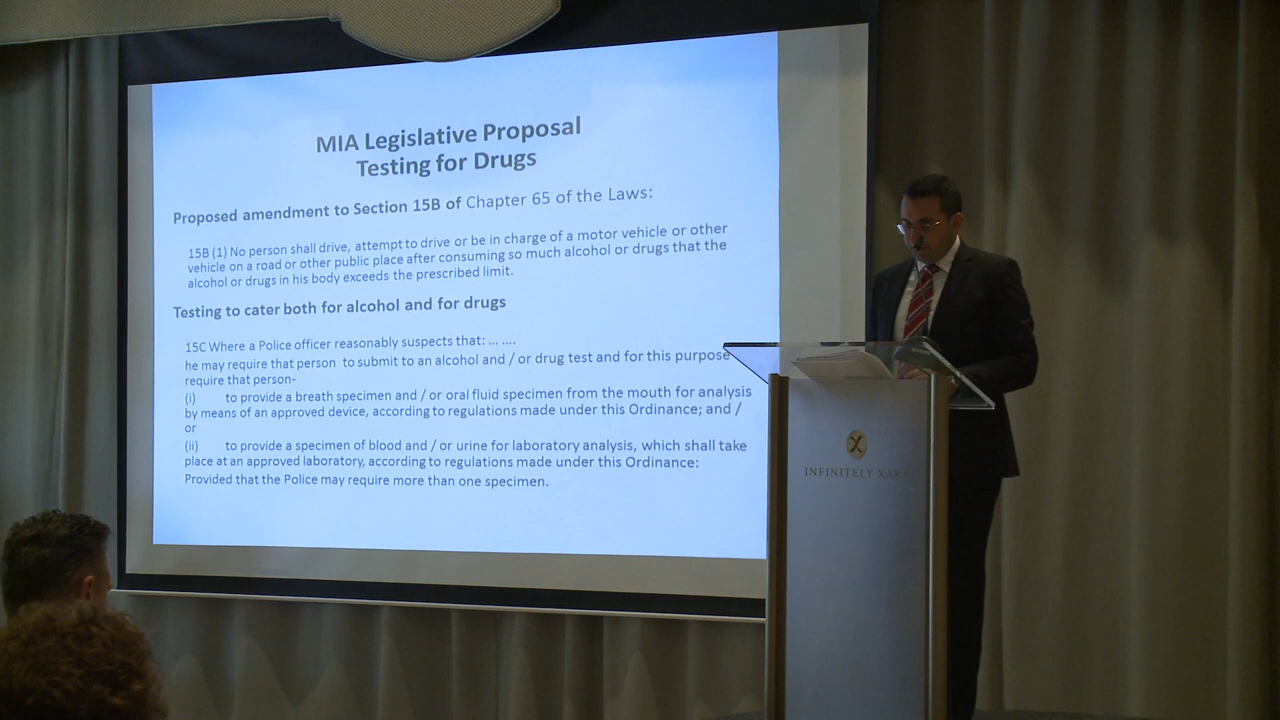 MIA Legislative Proposal
Testing for Drugs
Proposed amendment to Section 15B of Chapter 65 of the Laws:
15B (1) No person shall drive, attempt to drive or be in charge of a motor vehicle or other
vehicle on a road or other public place after consuming so much alcohol or drugs that the
alcohol or drugs in his body exceeds the prescribed limit.
Testing to cater both for alcohol and for drugs
15C Where a Police officer reasonably suspects that: ... ....
he may require that person to submit to an alcohol and / or drug test and for this purpose
require that person-
(i) to provide a breath specimen and / or oral fluid specimen from the mouth for analysis
by means of an approved device, according to regulations made under this Ordinance; and /
or
(ii) to provide a specimen of blood and / or urine for laboratory analysis, which shall take
place at an approved laboratory, according to regulations made under this Ordinance:
Provided that the Police may require more than one specimen.
X
INFINITELY XARA